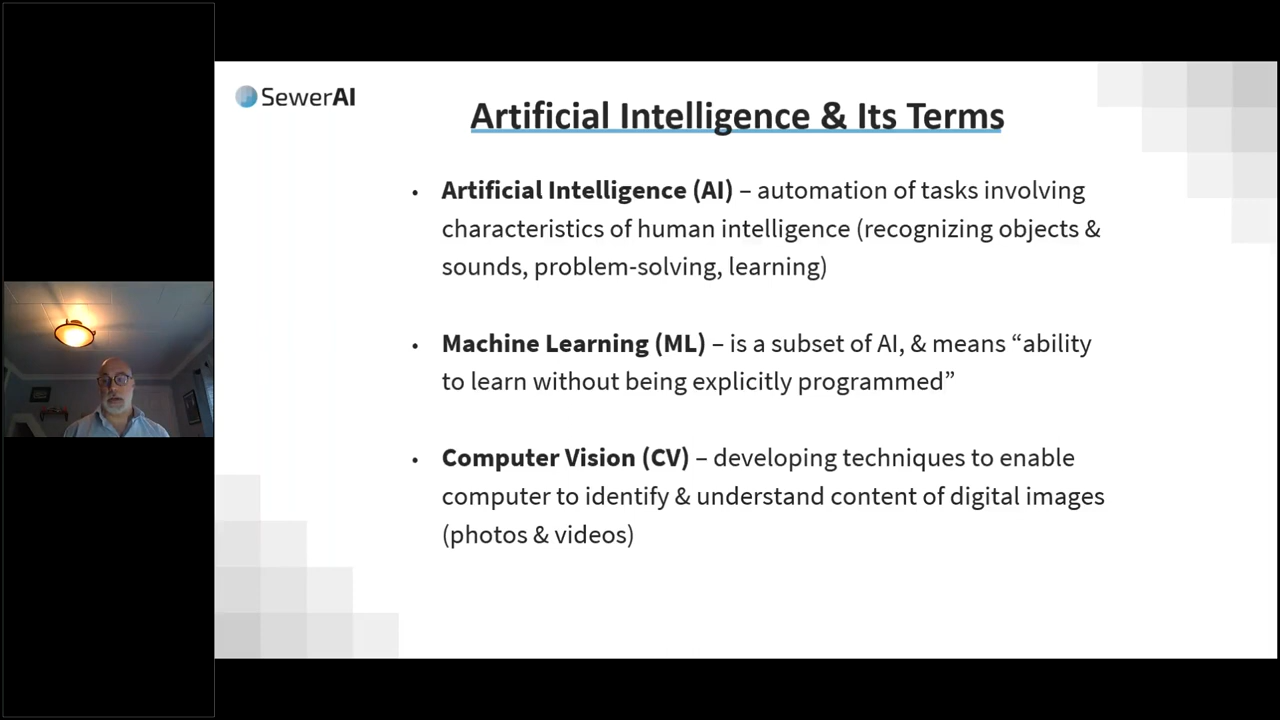 SewerAI
Artificial Intelligence & Its Terms
• Artificial Intelligence (AI) – automation of tasks involving
characteristics of human intelligence (recognizing objects &
sounds, problem-solving, learning)
• Machine Learning (ML) – is a subset of AI, & means “ability
to learn without being explicitly programmed”
• Computer Vision (CV) – developing techniques to enable
computer to identify & understand content of digital images
(photos & videos)